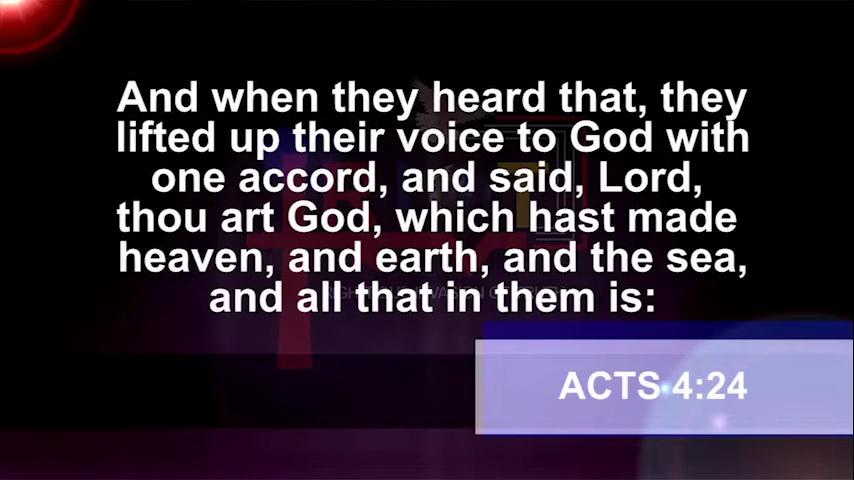 And when they heard that, they
lifted up their voice to God with
one accord, and said, Lord,
thou art God, which hast made
heaven, and earth, and the sea,
and all that in them is:
ACTS 4:24